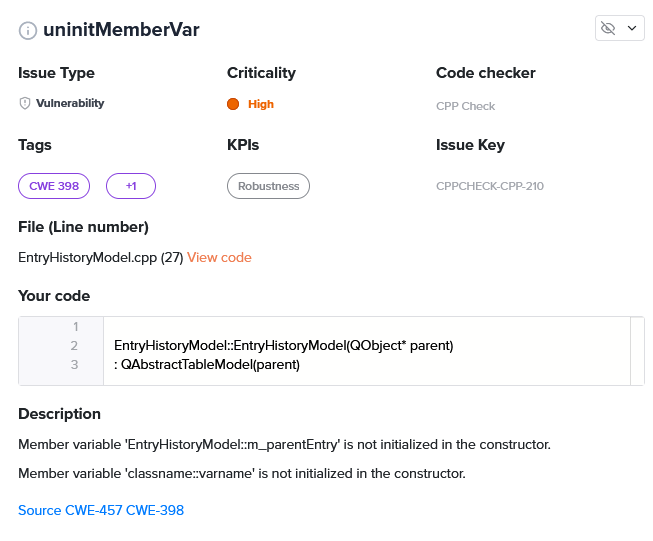 uninitMemberVar
Issue Type
Criticality
Code checker
Vulnerability
High
CPP Check
Tags
KPIs
Issue Key
CWE 398
+1
Robustness
CPPCHECK-CPP-210
File (Line number)
EntryHistoryModel.cpp (27) View code
Your code
1
2 EntryHistoryModel::EntryHistoryModel(QObject* parent)
3 : QAbstractTableModel(parent)
Description
Member variable 'EntryHistoryModel::m_parentEntry' is not initialized in the constructor.
Member variable 'classname::varname' is not initialized in the constructor.
Source CWE-457 CWE-398